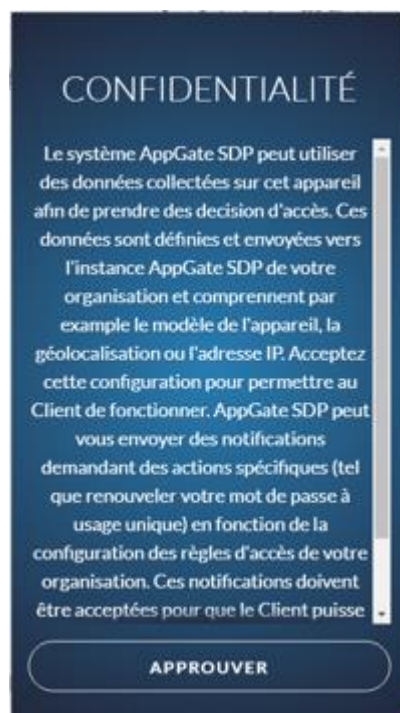 CONFIDENTIALITÉ
Le système AppGate SDP peut utiliser
des données collectées sur cet appareil
afin de prendre des decision d'accès. Ces
données sont définies et envoyées vers
l'instance AppGate SDP de votre
organisation et comprennent par
example le modèle de l'appareil, la
géolocalisation ou l'adresse IP. Acceptez
cette configuration pour permettre au
Client de fonctionner. AppGate SDP peut
vous envoyer des notifications
demandant des actions spécifiques (tel
que renouveler votre mot de passe à
usage unique) en fonction de la
configuration des règles d'accès de votre
organisation. Ces notifications doivent
être acceptées pour que le Client puisse
APPROUVER